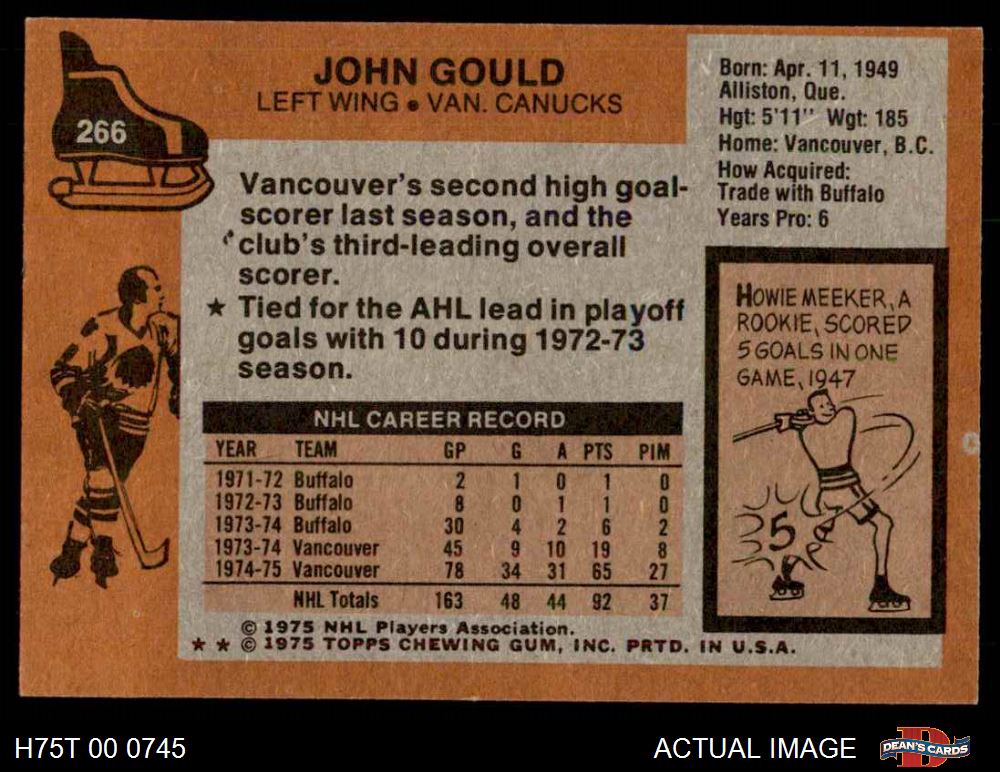 266
JOHN GOULD
LEFT WING • VAN. CANUCKS
Born: Apr. 11, 1949
Alliston, Que.
Hgt: 5'11" Wgt: 185
Home: Vancouver, B.C.
How Acquired:
Trade with Buffalo
Years Pro: 6
Vancouver's second high goal-
scorer last season, and the
club's third-leading overall
scorer.
★ Tied for the AHL lead in playoff
goals with 10 during 1972-73
season.
HOWIE MEEKER, A
ROOKIE, SCORED
5 GOALS IN ONE
GAME, 1947
5
NHL CAREER RECORD
YEAR TEAM GP G A PTS PIM
1971-72 Buffalo 2 1 0 1 0
1972-73 Buffalo 8 0 1 1 0
1973-74 Buffalo 30 4 2 6 2
1973-74 Vancouver 45 9 10 19 8
1974-75 Vancouver 78 34 31 65 27
NHL Totals 163 48 44 92 37
© 1975 NHL Players Association.
★ ★ © 1975 TOPPS CHEWING GUM, INC. PRTD. IN U.S.A.
H75T 00 0745
ACTUAL IMAGE
D
DEAN'S CARDS